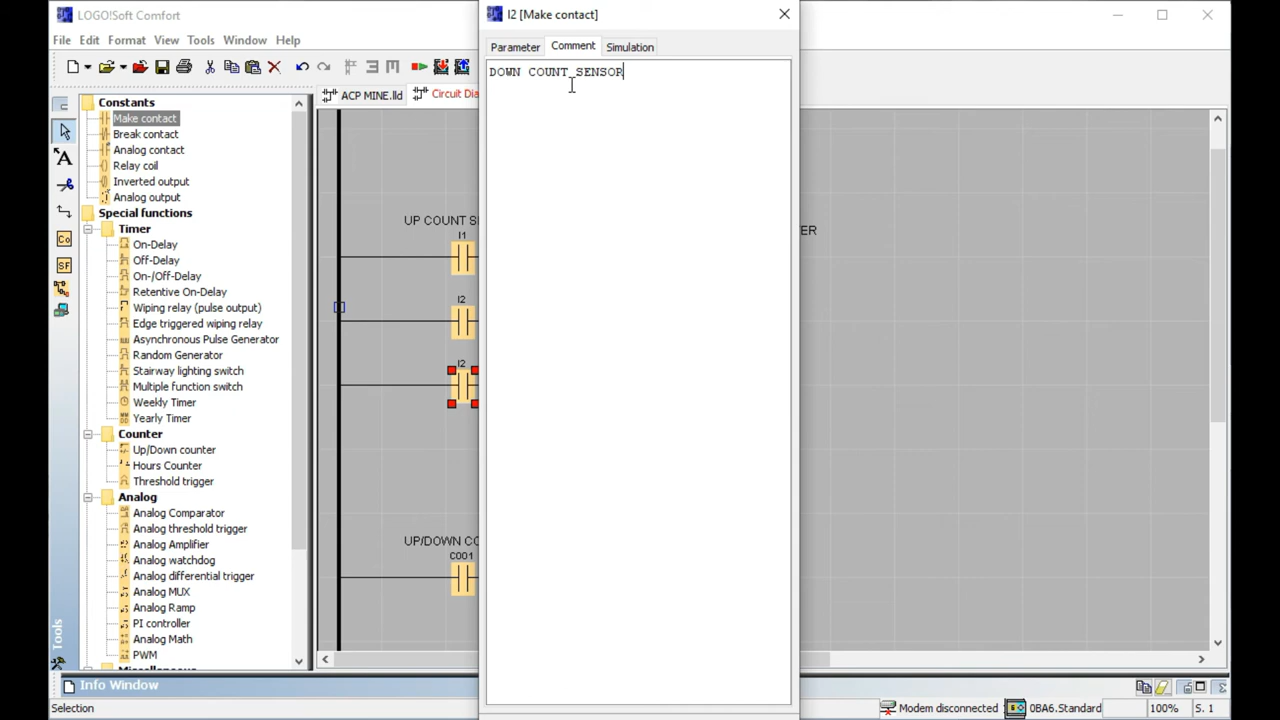 LOGO!Soft Comfort
I2 [Make contact]
File Edit Format View Tools Window Help
Parameter Comment Simulation
DOWN COUNT SENSOR
ACP MINE.lld
Circuit Dia
Constants
Make contact
Break contact
Analog contact
Relay coil
Inverted output
Analog output
Special functions
Timer
On-Delay
Off-Delay
On-/Off-Delay
Retentive On-Delay
Wiping relay (pulse output)
Edge triggered wiping relay
Asynchronous Pulse Generator
Random Generator
Stairway lighting switch
Multiple function switch
Weekly Timer
Yearly Timer
Counter
Up/Down counter
Hours Counter
Threshold trigger
Analog
Analog Comparator
Analog threshold trigger
Analog Amplifier
Analog watchdog
Analog differential trigger
Analog MUX
Analog Ramp
PI controller
Analog Math
PWM
Miscellaneous
A
Co
SF
Tools
UP COUNT S
I1
I2
I2
ER
UP/DOWN CO
C001
Info Window
Selection
Modem disconnected
0BA6.Standard
100%
S. 1